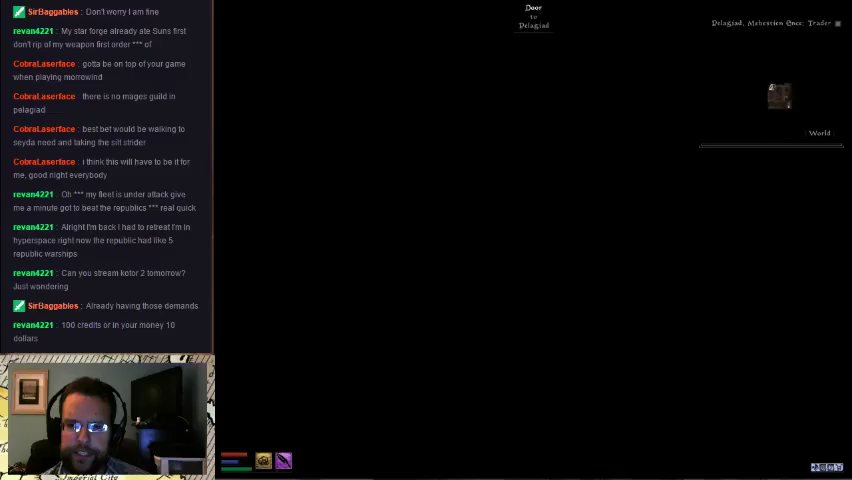 SirBaggables : Don't worry I am fine
revan4221 : My star forge already ate Suns first
don't rip of my weapon first order *** of
CobraLaserface : gotta be on top of your game
when playing morrowind
CobraLaserface : there is no mages guild in
pelagiad
CobraLaserface : best bet would be walking to
seyda need and taking the silt strider
CobraLaserface : i think this will have to be it for
me, good night everybody
revan4221 : Oh *** my fleet is under attack give
me a minute got to beat the republics *** real quick
revan4221 : Alright I'm back I had to retreat I'm in
hyperspace right now the republic had like 5
republic warships
revan4221 : Can you stream kotor 2 tomorrow?
Just wondering
SirBaggables : Already having those demands
revan4221 : 100 credits or in your money 10
dollars
Door
to
Pelagiad
Pelagiad, Mebestien Ence: Trader
World
Imperial City